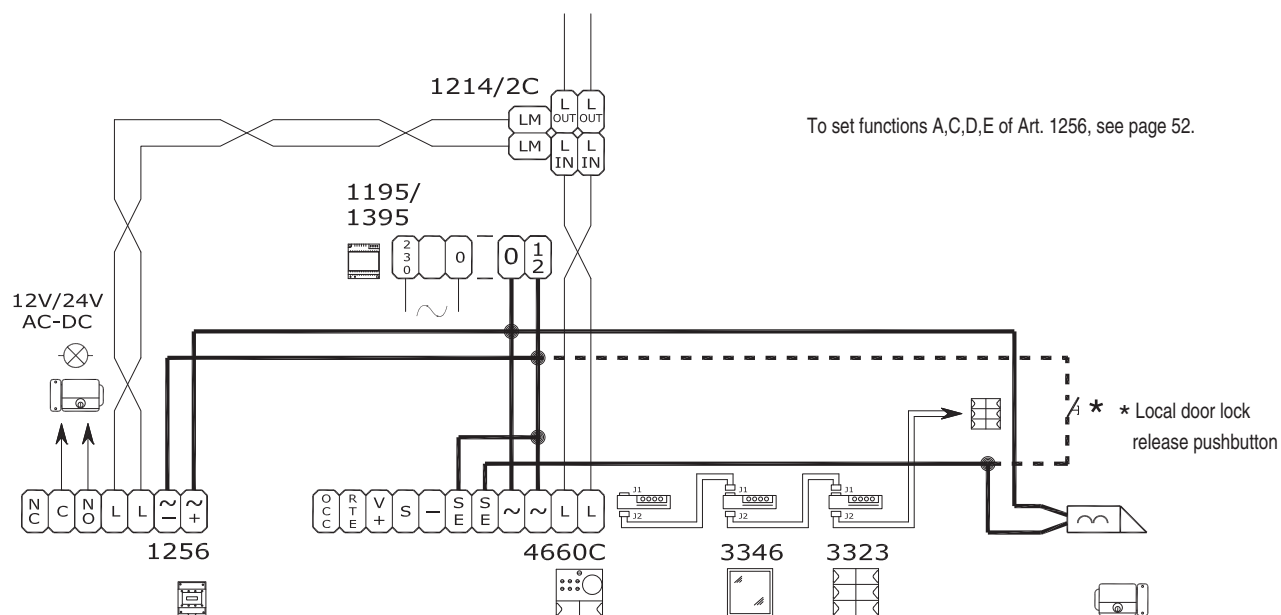 1214/2C
L OUT
L OUT
LM
LM
L IN
L IN
To set functions A,C,D,E of Art. 1256, see page 52.
1195/
1395
230
0
0
12
12V/24V
AC-DC
* * Local door lock
release pushbutton
J1
J1
J1
J2
J2
J2
NC C NO L L ~− ~+
OCC RTE V+ S − SE SE ~ ~ L L
1256
4660C
3346
3323